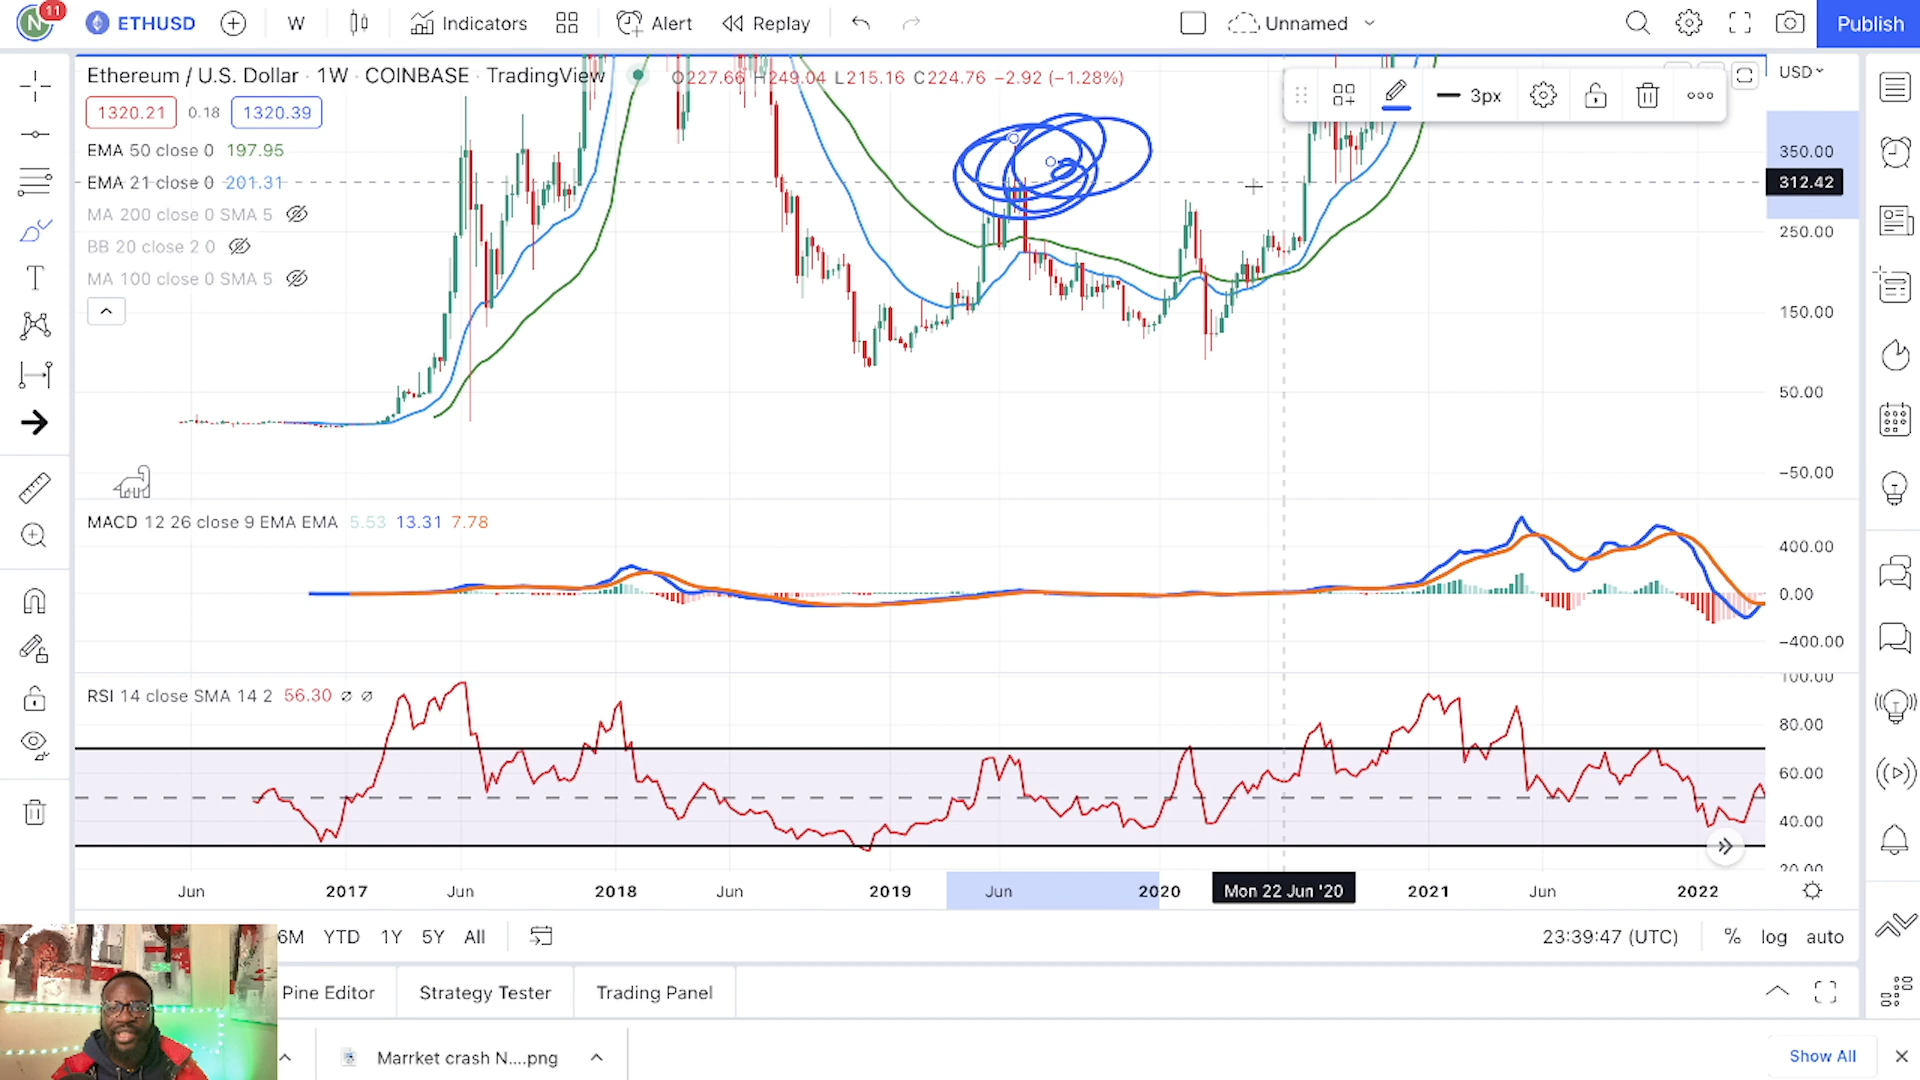 N 11 ETHUSD W Indicators Alert Replay Unnamed Publish
Ethereum / U.S. Dollar · 1W · COINBASE · TradingView O227.66 H249.04 L215.16 C224.76 −2.92 (−1.28%)
USD
3px
1320.21 0.18 1320.39
EMA 50 close 0 197.95
EMA 21 close 0 201.31
MA 200 close 0 SMA 5
BB 20 close 2 0
MA 100 close 0 SMA 5
350.00
312.42
250.00
150.00
50.00
−50.00
MACD 12 26 close 9 EMA EMA 5.53 13.31 7.78
400.00
0.00
−400.00
RSI 14 close SMA 14 2 56.30 ∅ ∅
100.00
80.00
60.00
40.00
20.00
Jun 2017 Jun 2018 Jun 2019 Jun 2020 Mon 22 Jun '20 2021 Jun 2022
6M YTD 1Y 5Y All 23:39:47 (UTC) % log auto
Pine Editor Strategy Tester Trading Panel
Marrket crash N....png Show All